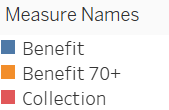 Measure Names
Benefit
Benefit 70+
Collection